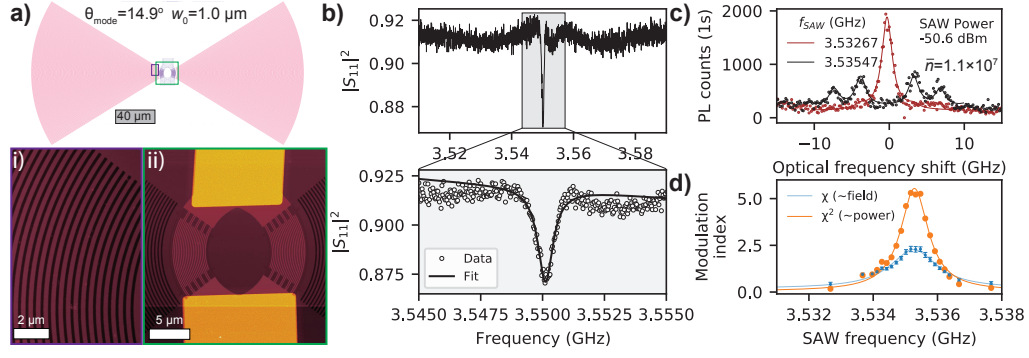 a)
θmode=14.9° w₀=1.0 μm
40 μm
i)
2 μm
ii)
5 μm
b)
|S₁₁|²
0.92
0.88
3.52
3.54
3.56
3.58
|S₁₁|²
0.925
0.900
0.875
Data
Fit
3.5450
3.5475
3.5500
3.5525
3.5550
Frequency (GHz)
c)
PL counts (1s)
2000
1500
1000
500
0
fSAW (GHz)
3.53267
3.53547
SAW Power
-50.6 dBm
n̄=1.1×10⁷
−10
0
10
Optical frequency shift (GHz)
d)
Modulation
index
5.0
2.5
0.0
χ (~field)
χ² (~power)
3.532
3.534
3.536
3.538
SAW frequency (GHz)